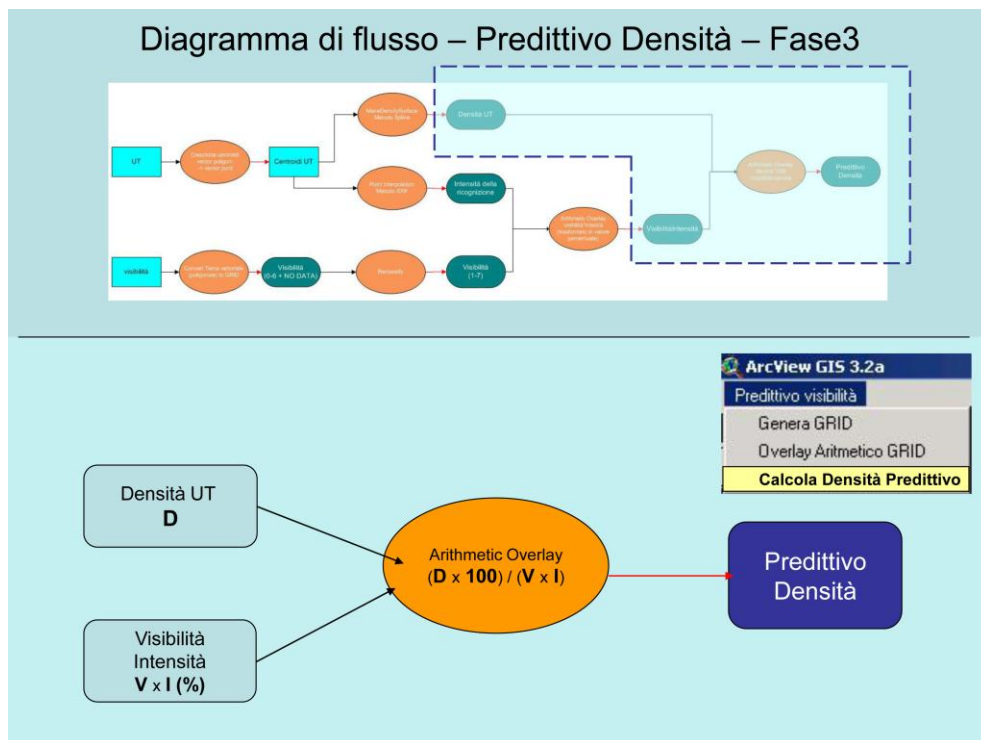 Diagramma di flusso – Predittivo Densità – Fase3
UT
Centroidi UT
Densità UT
Intensità della
ricognizione
Arithmetic Overlay
Visibilità/Intensità
Predittivo
Densità
visibilità
Visibilità
(0-6 + NO DATA)
Reclassify
Visibilità
(1-7)
ArcView GIS 3.2a
Predittivo visibilità
Genera GRID
Overlay Aritmetico GRID
Calcola Densità Predittivo
Densità UT
D
Visibilità
Intensità
V x I (%)
Arithmetic Overlay
(D x 100) / (V x I)
Predittivo
Densità